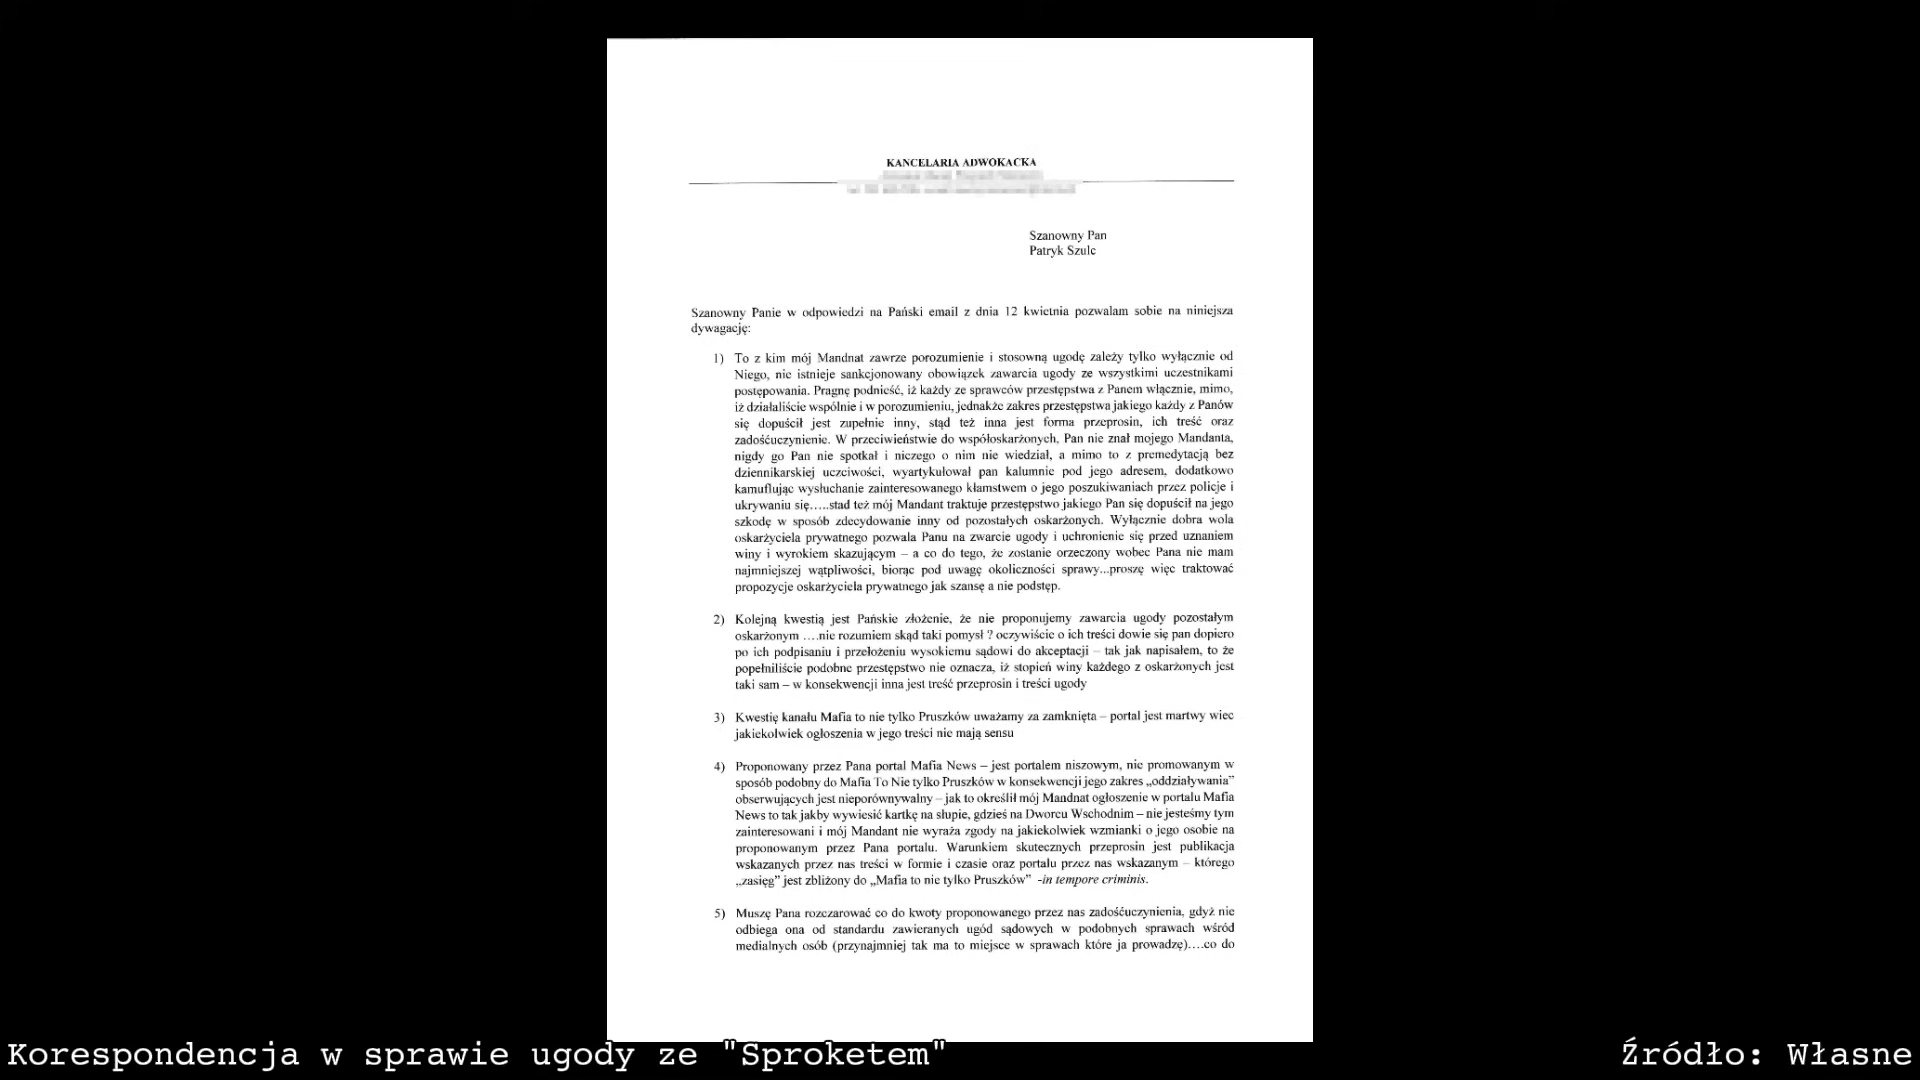 KANCELARIA ADWOKACKA
Szanowny Pan
Patryk Szulc
Szanowny Panie w odpowiedzi na Pański email z dnia 12 kwietnia pozwalam sobie na niniejsza
dywagację:
1) To z kim mój Mandnat zawrze porozumienie i stosowną ugodę zależy tylko wyłącznie od
Niego, nie istnieje sankcjonowany obowiązek zawarcia ugody ze wszystkimi uczestnikami
postępowania. Pragnę podnieść, iż każdy ze sprawców przestępstwa z Panem włącznie, mimo,
iż działaliście wspólnie i w porozumieniu, jednakże zakres przestępstwa jakiego każdy z Panów
się dopuścił jest zupełnie inny, stąd też inna jest forma przeprosin, ich treść oraz
zadośćuczynienie. W przeciwieństwie do współoskarżonych, Pan nie znał mojego Mandanta,
nigdy go Pan nie spotkał i niczego o nim nie wiedział, a mimo to z premedytacją bez
dziennikarskiej uczciwości, wyartykułował pan kalumnie pod jego adresem, dodatkowo
kamuflując wysłuchanie zainteresowanego kłamstwem o jego poszukiwaniach przez policje i
ukrywaniu się…..stad też mój Mandant traktuje przestępstwo jakiego Pan się dopuścił na jego
szkodę w sposób zdecydowanie inny od pozostałych oskarżonych. Wyłącznie dobra wola
oskarżyciela prywatnego pozwala Panu na zwarcie ugody i uchronienie się przed uznaniem
winy i wyrokiem skazującym – a co do tego, że zostanie orzeczony wobec Pana nie mam
najmniejszej wątpliwości, biorąc pod uwagę okoliczności sprawy...proszę więc traktować
propozycje oskarżyciela prywatnego jak szansę a nie podstęp.
2) Kolejną kwestią jest Pańskie złożenie, że nie proponujemy zawarcia ugody pozostałym
oskarżonym ….nie rozumiem skąd taki pomysł ? oczywiście o ich treści dowie się pan dopiero
po ich podpisaniu i przełożeniu wysokiemu sądowi do akceptacji – tak jak napisałem, to że
popełniliście podobne przestępstwo nie oznacza, iż stopień winy każdego z oskarżonych jest
taki sam – w konsekwencji inna jest treść przeprosin i treści ugody
3) Kwestię kanału Mafia to nie tylko Pruszków uważamy za zamknięta – portal jest martwy wiec
jakiekolwiek ogłoszenia w jego treści nie mają sensu
4) Proponowany przez Pana portal Mafia News – jest portalem niszowym, nie promowanym w
sposób podobny do Mafia To Nie tylko Pruszków w konsekwencji jego zakres „oddziaływania”
obserwujących jest nieporównywalny – jak to określił mój Mandnat ogłoszenie w portalu Mafia
News to tak jakby wywiesić kartkę na słupie, gdzieś na Dworcu Wschodnim – nie jesteśmy tym
zainteresowani i mój Mandant nie wyraża zgody na jakiekolwiek wzmianki o jego osobie na
proponowanym przez Pana portalu. Warunkiem skutecznych przeprosin jest publikacja
wskazanych przez nas treści w formie i czasie oraz portalu przez nas wskazanym – którego
„zasięg” jest zbliżony do „Mafia to nie tylko Pruszków” -in tempore criminis.
5) Muszę Pana rozczarować co do kwoty proponowanego przez nas zadośćuczynienia, gdyż nie
odbiega ona od standardu zawieranych ugód sądowych w podobnych sprawach wśród
medialnych osób (przynajmniej tak ma to miejsce w sprawach które ja prowadzę)….co do
Korespondencja w sprawie ugody ze "Sproketem"
Źródło: Własne